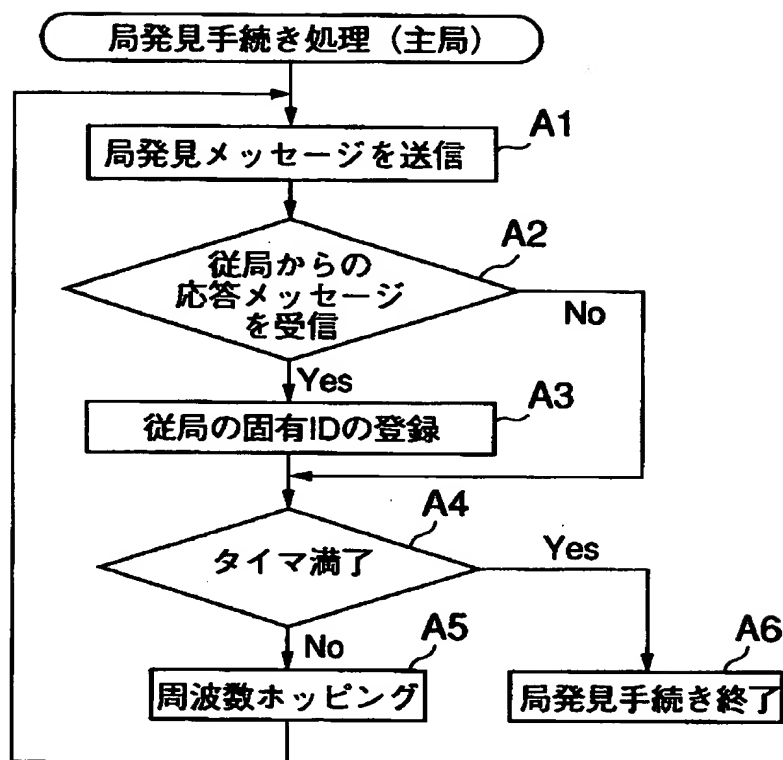 局発見手続き処理（主局）
A1
局発見メッセージを送信
A2
従局からの
応答メッセージ
を受信
No
Yes
A3
従局の固有IDの登録
A4
タイマ満了
Yes
No
A5
周波数ホッピング
A6
局発見手続き終了